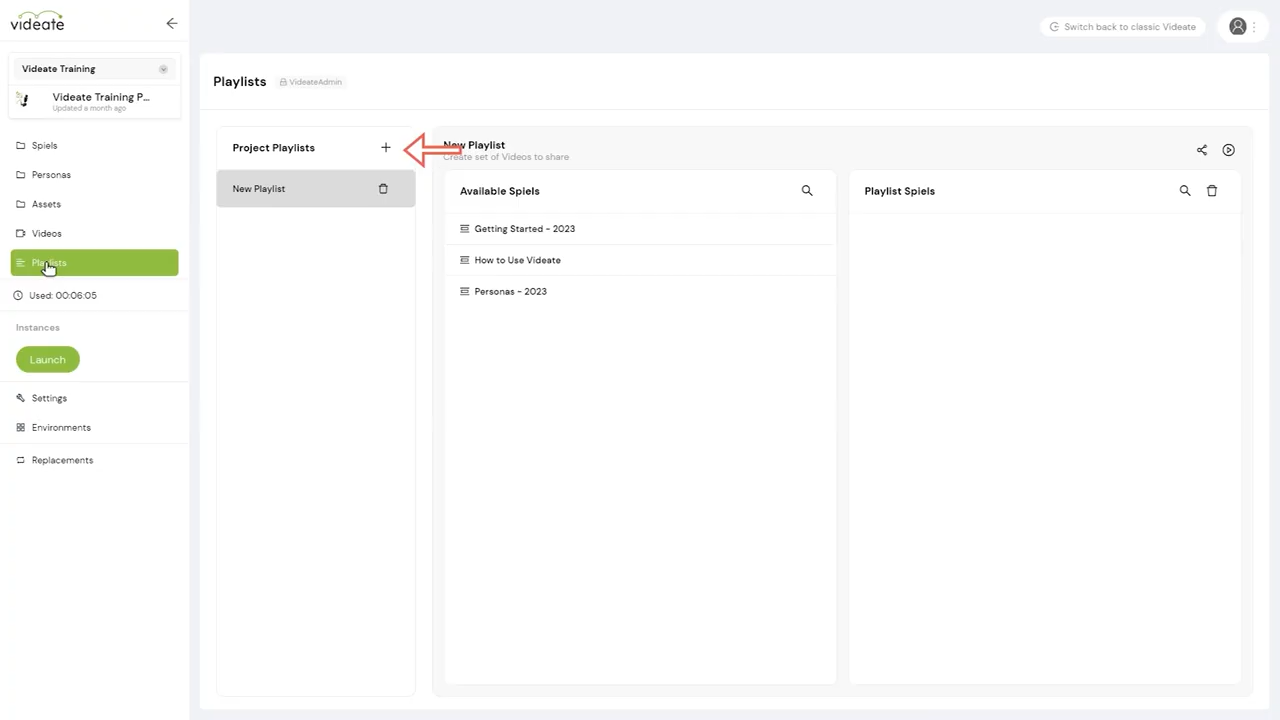 videate
Switch back to classic Videate
Videate Training
Videate Training P...
Updated a month ago
Spiels
Personas
Assets
Videos
Playlists
Used: 00:06:05
Instances
Launch
Settings
Environments
Replacements
Playlists
VideateAdmin
Project Playlists
New Playlist
New Playlist
Create set of Videos to share
Available Spiels
Getting Started - 2023
How to Use Videate
Personas - 2023
Playlist Spiels